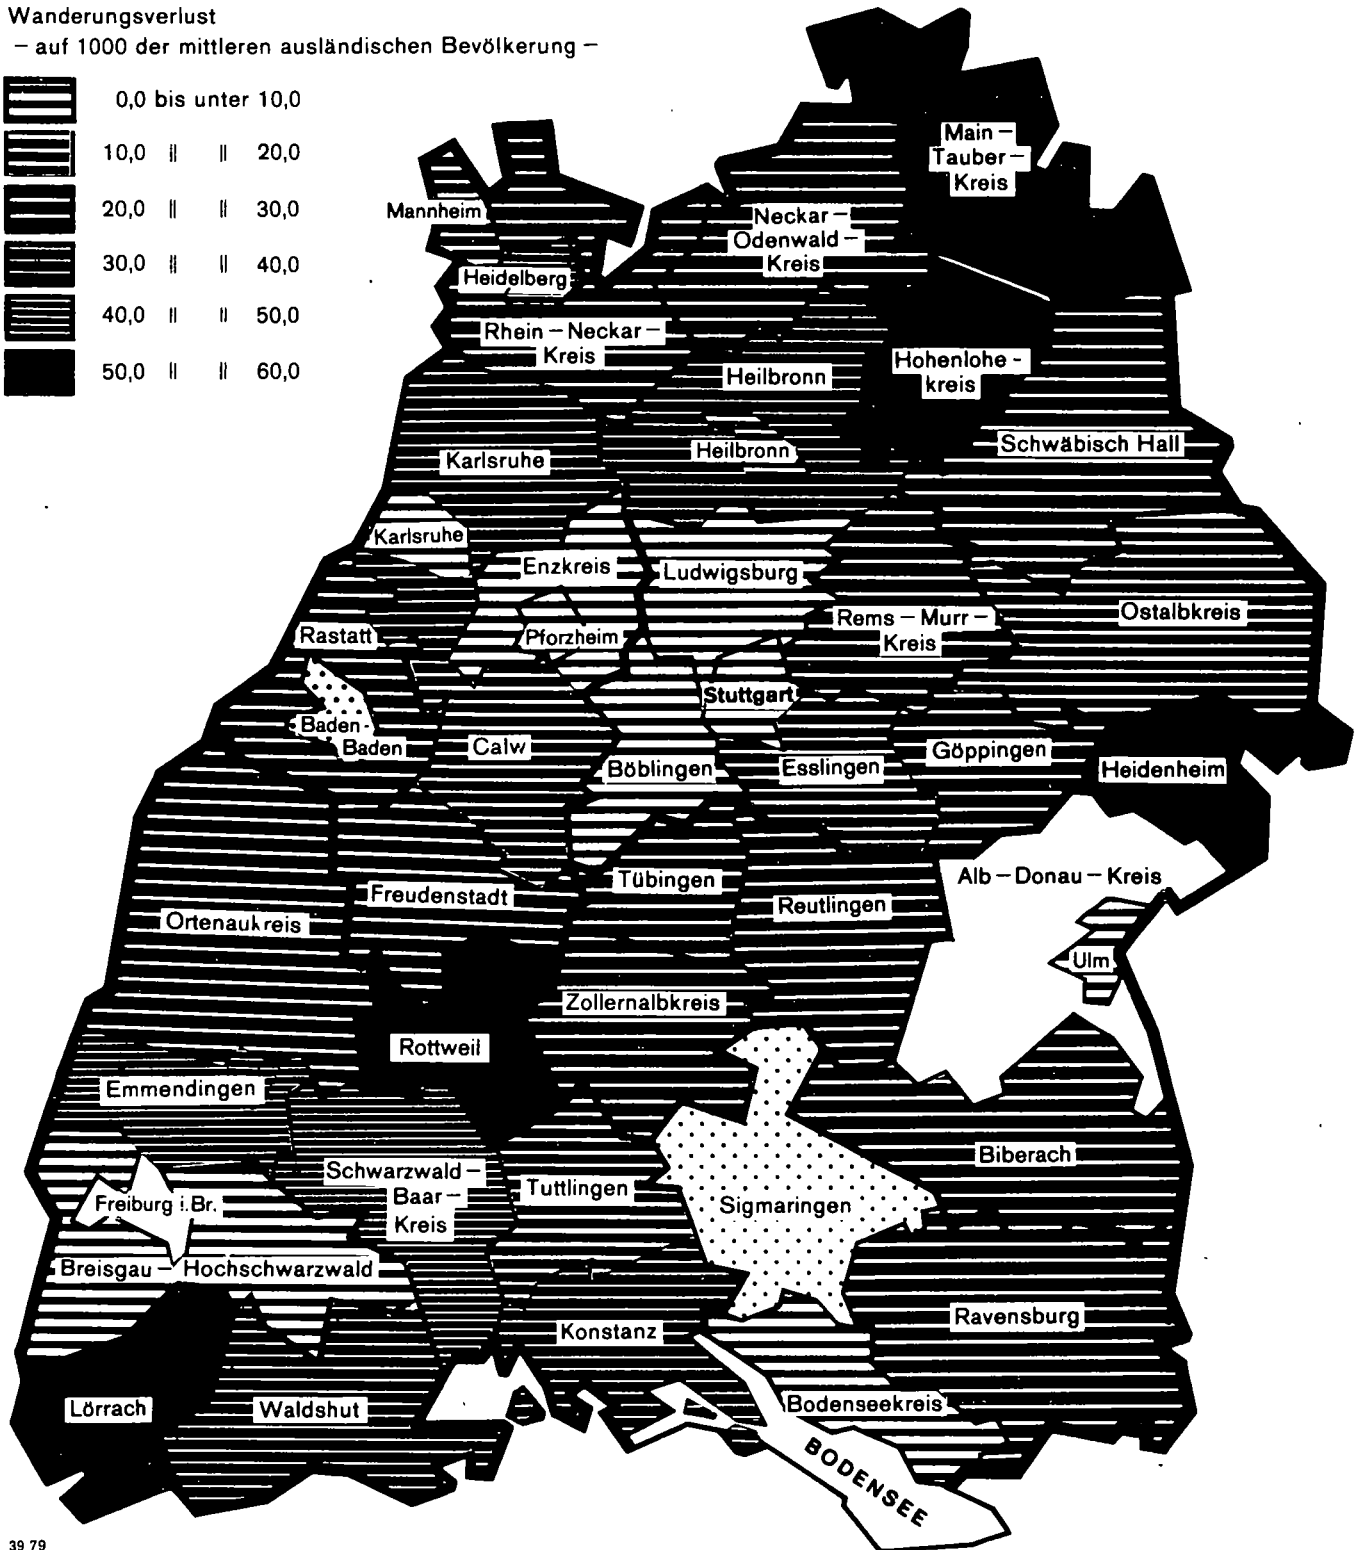 Wanderungsverlust
– auf 1000 der mittleren ausländischen Bevölkerung –
0,0 bis unter 10,0
10,0 " " 20,0
20,0 " " 30,0
30,0 " " 40,0
40,0 " " 50,0
50,0 " " 60,0
Main –
Tauber –
Kreis
Mannheim
Neckar –
Odenwald –
Kreis
Heidelberg
Rhein – Neckar –
Kreis
Hohenlohe -
kreis
Heilbronn
Schwäbisch Hall
Heilbronn
Karlsruhe
Karlsruhe
Enzkreis
Ludwigsburg
Ostalbkreis
Rems – Murr –
Kreis
Rastatt
Pforzheim
Stuttgart
Baden -
Baden
Calw
Böblingen
Esslingen
Göppingen
Heidenheim
Alb – Donau – Kreis
Tübingen
Freudenstadt
Reutlingen
Ortenaukreis
Ulm
Zollernalbkreis
Rottweil
Emmendingen
Biberach
Schwarzwald –
Baar –
Kreis
Tuttlingen
Freiburg i. Br.
Sigmaringen
Breisgau – Hochschwarzwald
Ravensburg
Konstanz
Lörrach
Waldshut
Bodenseekreis
BODENSEE
39 79